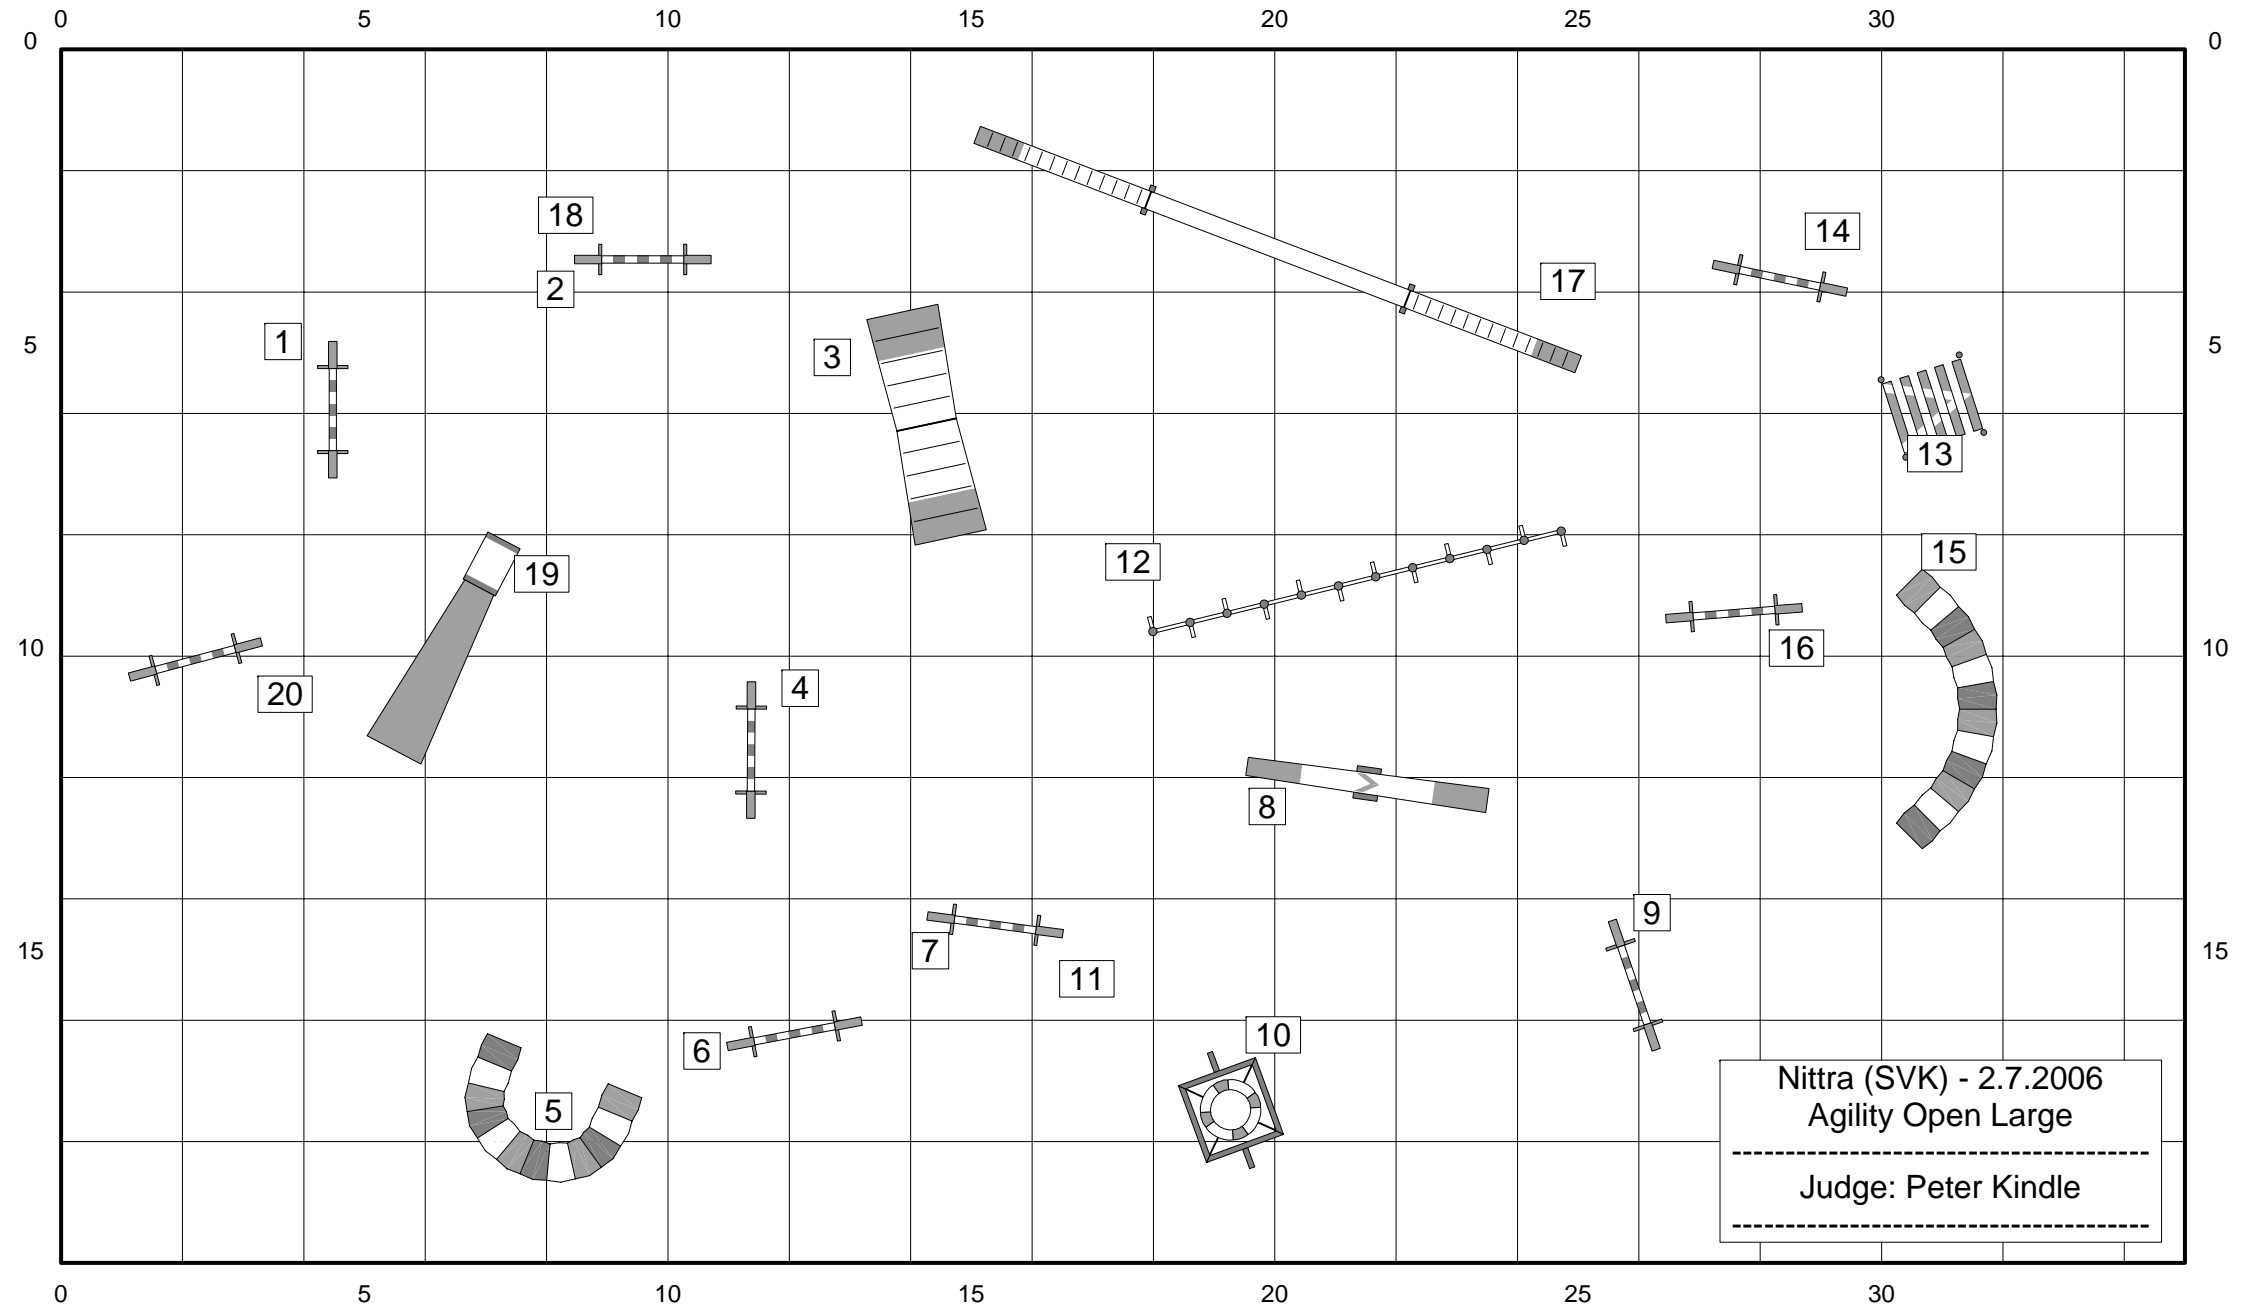 0 5 10 15 20 25 30
0 0
18
14
2
17
1
5 3 5
13
15
12
19
10 16 10
20 4
8
9
7
15 11 15
10
6
5
Nittra (SVK) - 2.7.2006
Agility Open Large
-----------------------------------
Judge: Peter Kindle
-----------------------------------
0 5 10 15 20 25 30